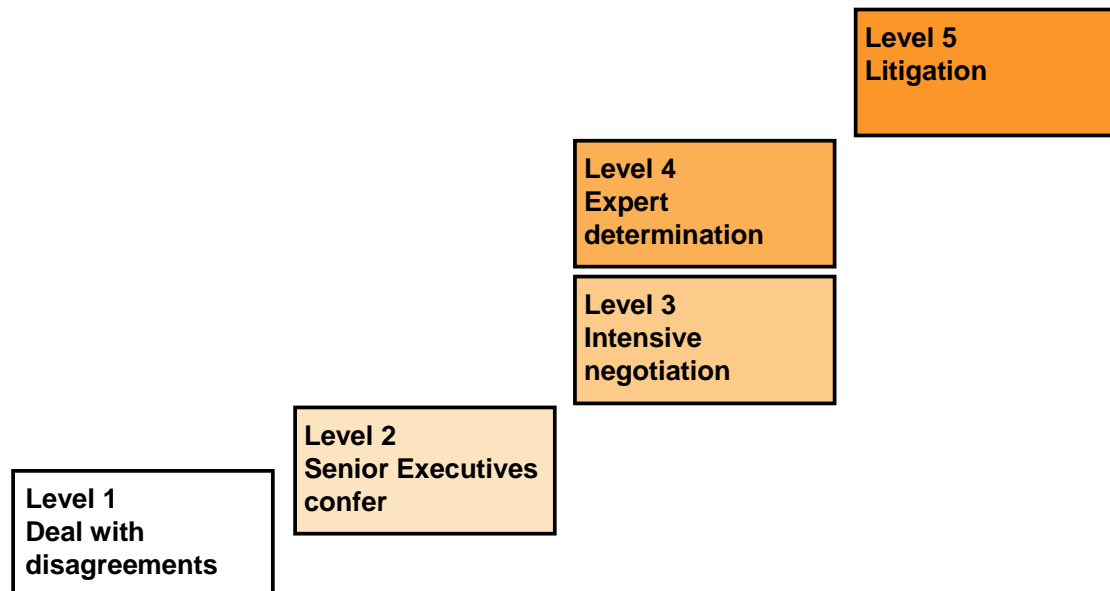 Level 5
Litigation
Level 4
Expert
determination
Level 3
Intensive
negotiation
Level 2
Senior Executives
confer
Level 1
Deal with
disagreements